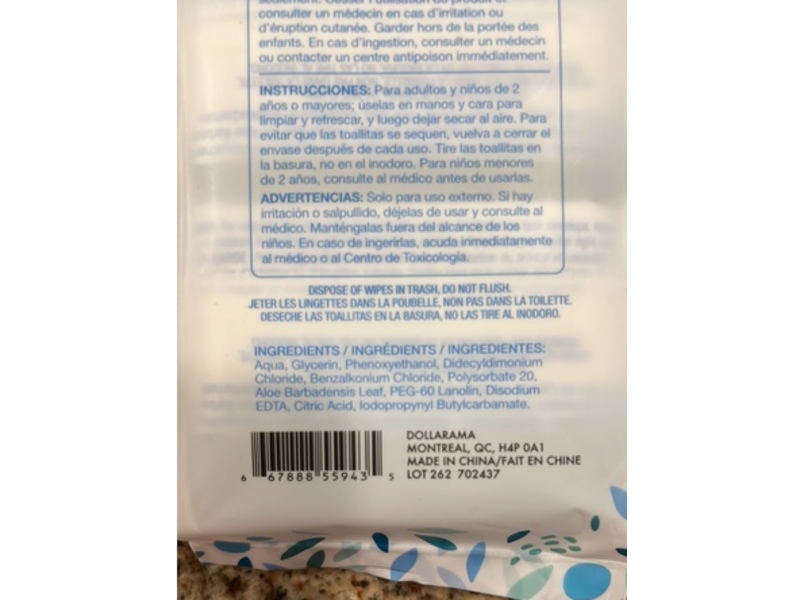 seulement. Cesser l'utilisation du produit et
consulter un médecin en cas d'irritation ou
d'éruption cutanée. Garder hors de la portée des
enfants. En cas d'ingestion, consulter un médecin
ou contacter un centre antipoison immédiatement.
INSTRUCCIONES: Para adultos y niños de 2
años o mayores; úselas en manos y cara para
limpiar y refrescar, y luego dejar secar al aire. Para
evitar que las toallitas se sequen, vuelva a cerrar el
envase después de cada uso. Tire las toallitas en
la basura, no en el inodoro. Para niños menores
de 2 años, consulte al médico antes de usarlas.
ADVERTENCIAS: Solo para uso externo. Si hay
irritación o salpullido, déjelas de usar y consulte al
médico. Manténgalas fuera del alcance de los
niños. En caso de ingerirlas, acuda inmediatamente
al médico o al Centro de Toxicología.
DISPOSE OF WIPES IN TRASH, DO NOT FLUSH.
JETER LES LINGETTES DANS LA POUBELLE, NON PAS DANS LA TOILETTE.
DESECHE LAS TOALLITAS EN LA BASURA, NO LAS TIRE AL INODORO.
INGREDIENTS / INGRÉDIENTS / INGREDIENTES:
Aqua, Glycerin, Phenoxyethanol, Didecyldimonium
Chloride, Benzalkonium Chloride, Polysorbate 20,
Aloe Barbadensis Leaf, PEG-60 Lanolin, Disodium
EDTA, Citric Acid, Iodopropynyl Butylcarbamate.
6 67888 55943 5
DOLLARAMA
MONTREAL, QC, H4P 0A1
MADE IN CHINA/FAIT EN CHINE
LOT 262 702437